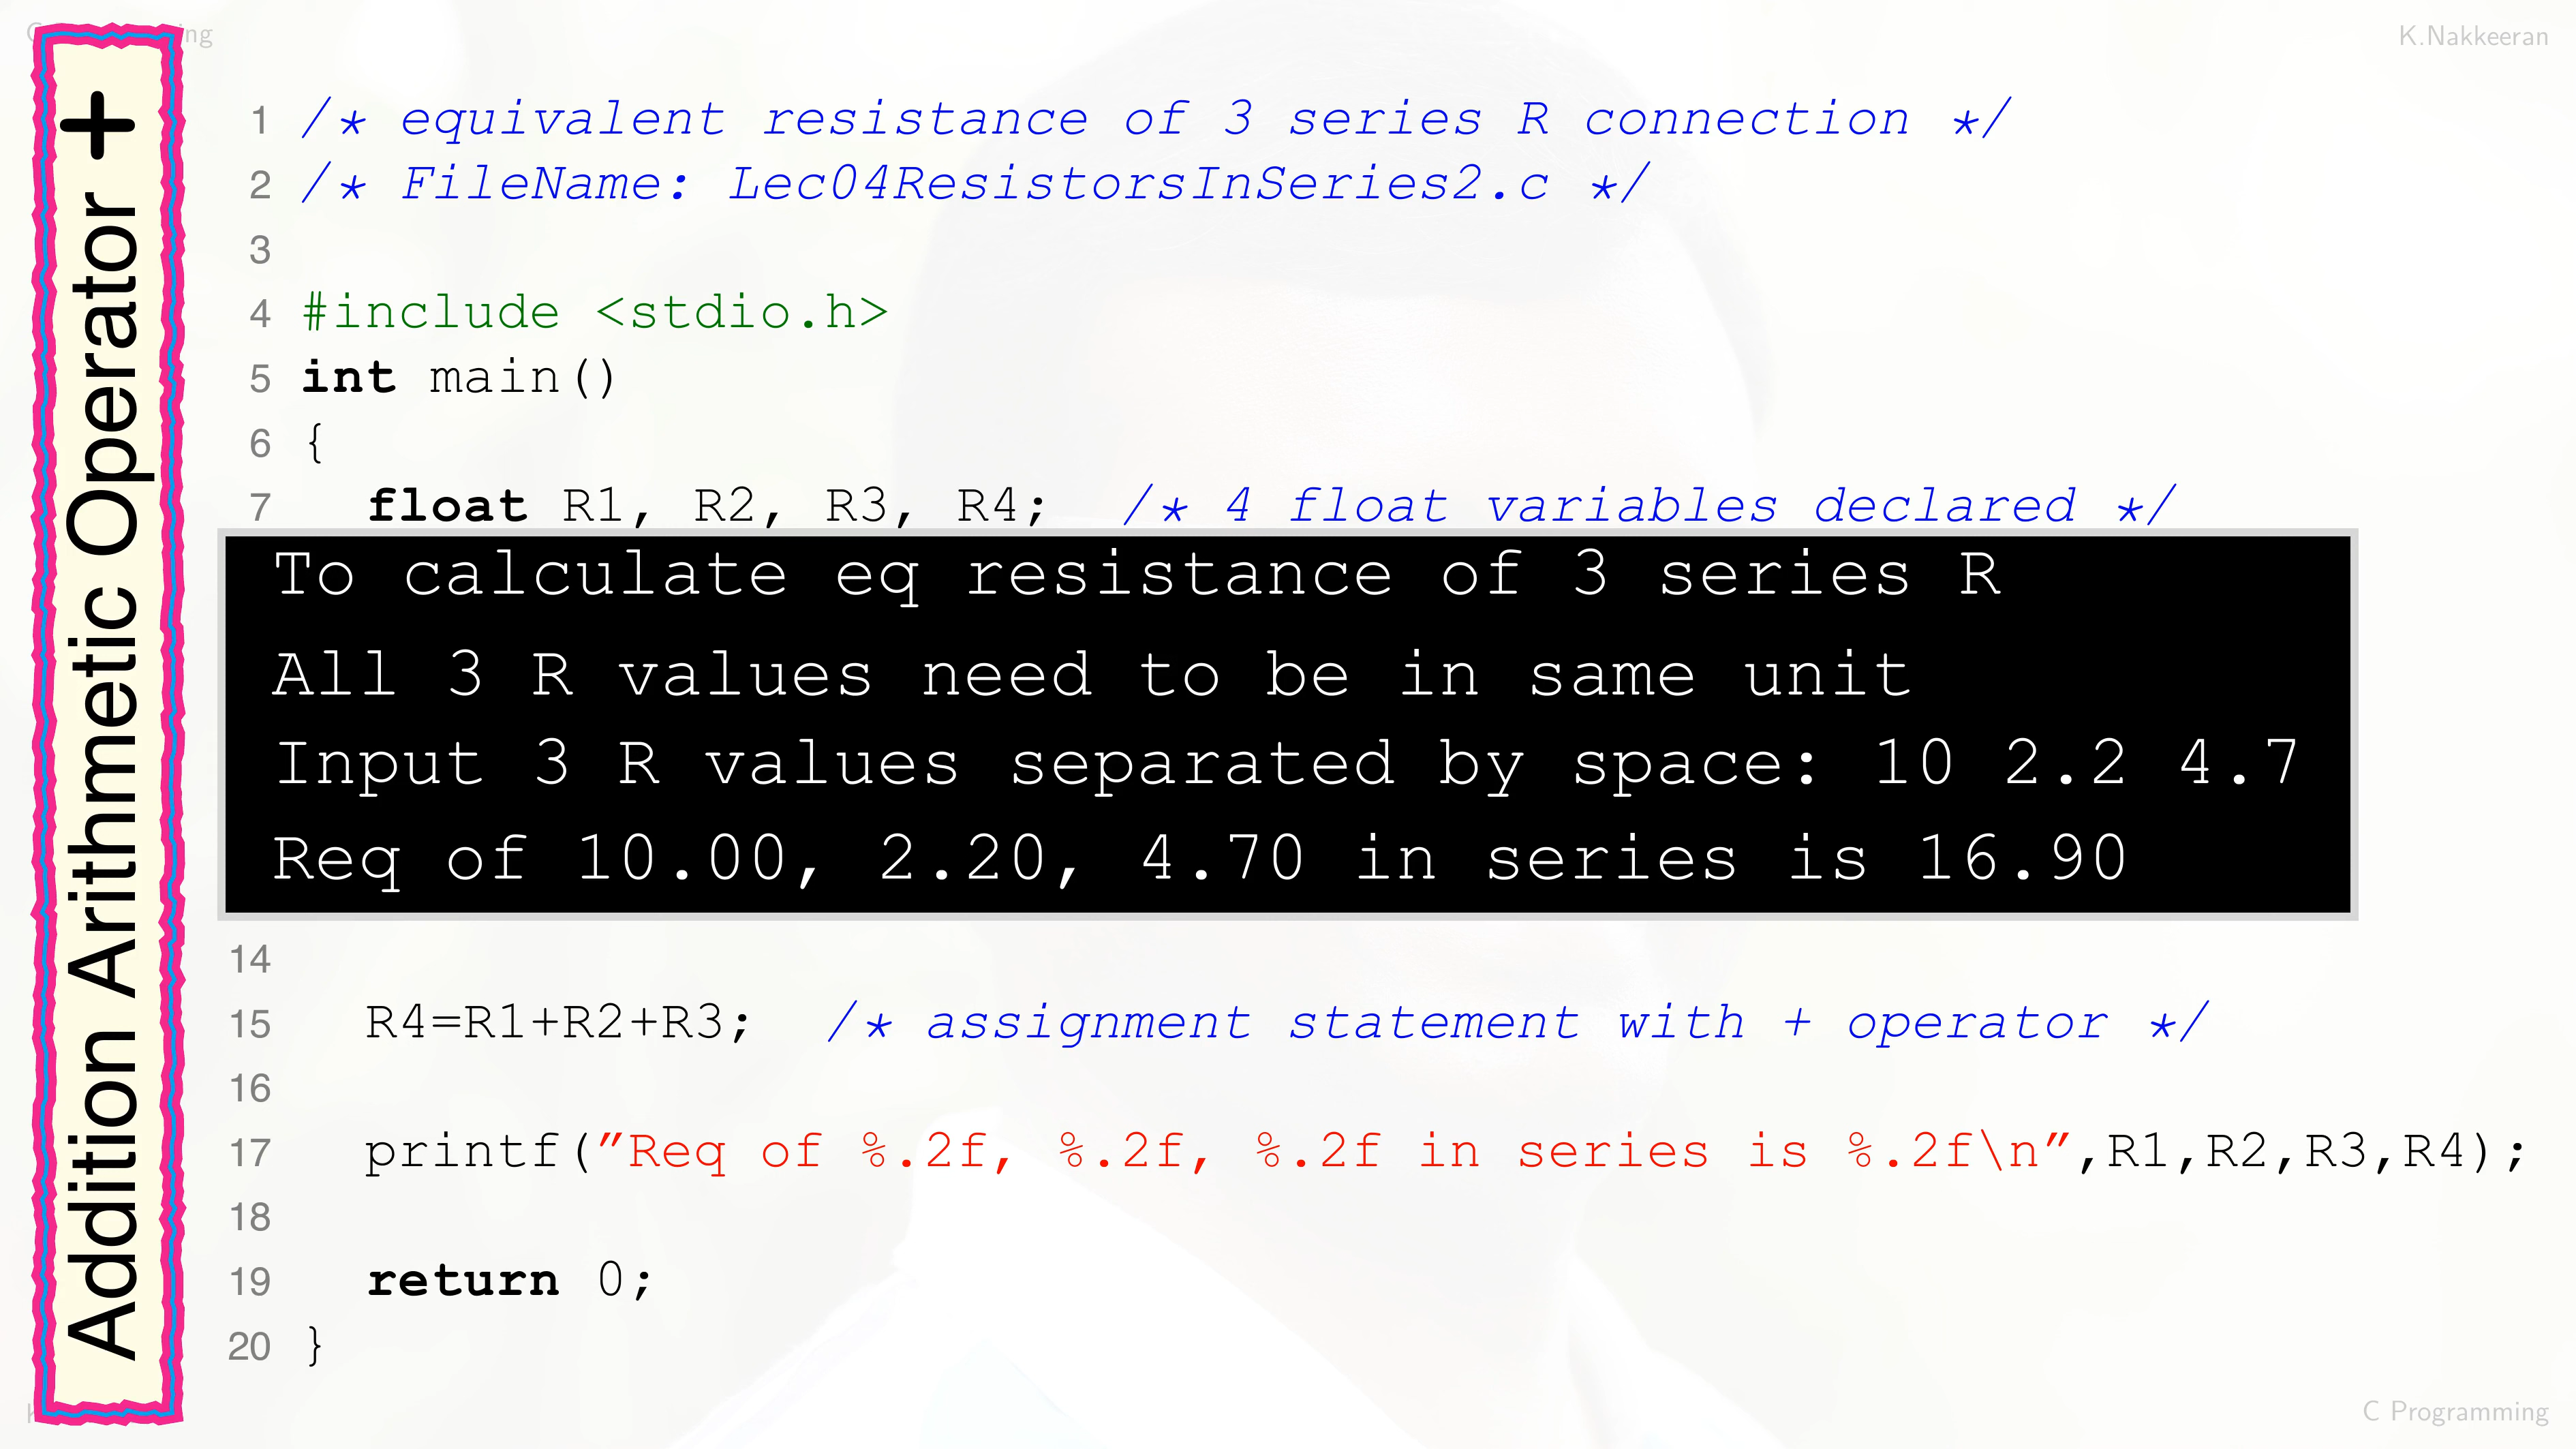 K.Nakkeeran
Addition Arithmetic Operator +
1 /* equivalent resistance of 3 series R connection */
2 /* FileName: Lec04ResistorsInSeries2.c */
3
4 #include <stdio.h>
5 int main()
6 {
7 float R1, R2, R3, R4; /* 4 float variables declared */
To calculate eq resistance of 3 series R
All 3 R values need to be in same unit
Input 3 R values separated by space: 10 2.2 4.7
Req of 10.00, 2.20, 4.70 in series is 16.90
14
15 R4=R1+R2+R3; /* assignment statement with + operator */
16
17 printf("Req of %.2f, %.2f, %.2f in series is %.2f\n",R1,R2,R3,R4);
18
19 return 0;
20 }
C Programming